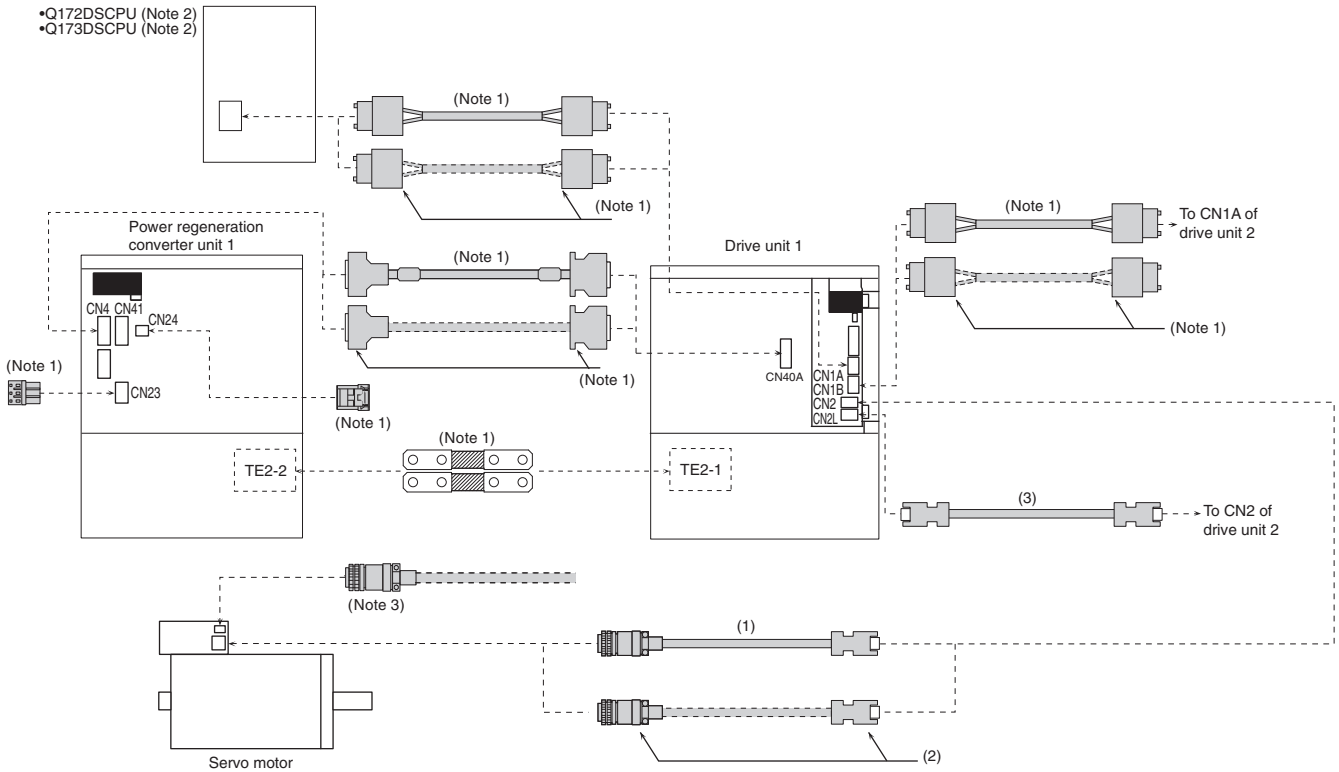 •Q172DSCPU (Note 2)
•Q173DSCPU (Note 2)
(Note 1)
(Note 1)
(Note 1)
To CN1A of
drive unit 2
(Note 1)
Power regeneration
converter unit 1
(Note 1)
(Note 1)
Drive unit 1
CN4
CN41
CN24
(Note 1)
CN23
(Note 1)
CN40A
CN1A
CN1B
CN2
CN2L
(Note 1)
TE2-2
TE2-1
(3)
To CN2 of
drive unit 2
(Note 3)
(1)
(2)
Servo motor